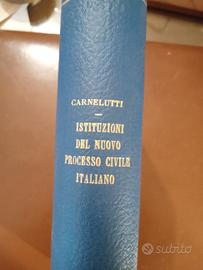 CARNELUTTI
ISTITUZIONI
DEL NUOVO
PROCESSO CIVILE
ITALIANO
subito